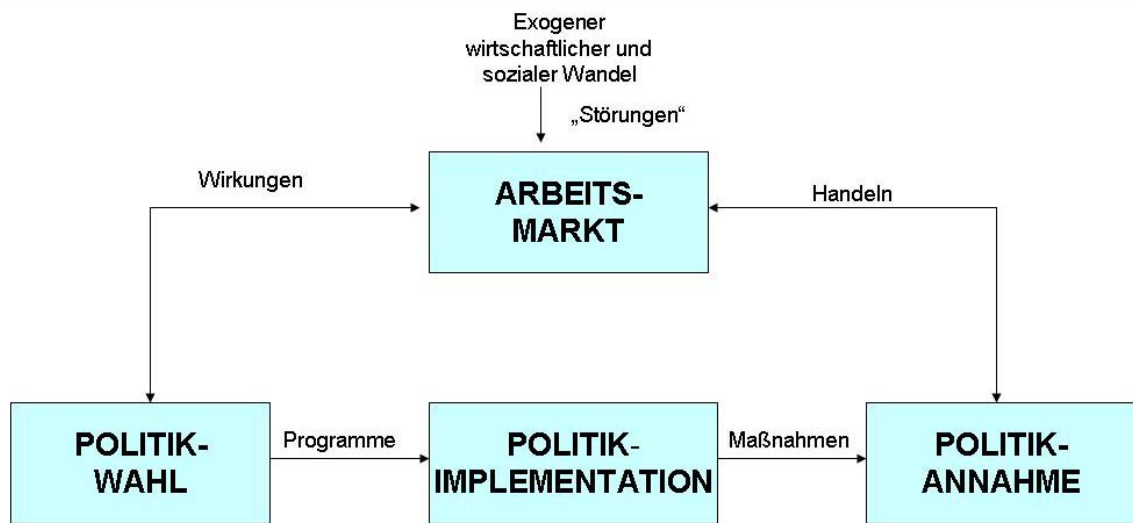 Exogener
wirtschaftlicher und
sozialer Wandel
„Störungen“
Wirkungen
ARBEITS-
MARKT
Handeln
POLITIK-
WAHL
Programme
POLITIK-
IMPLEMENTATION
Maßnahmen
POLITIK-
ANNAHME